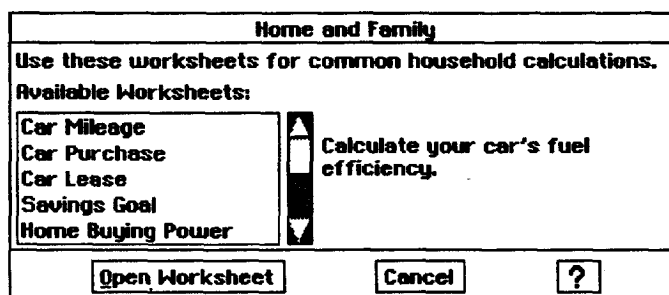 Home and Family
Use these worksheets for common household calculations.
Available Worksheets:
Car Mileage
Car Purchase
Car Lease
Savings Goal
Home Buying Power
Calculate your car's fuel
efficiency.
Open Worksheet
Cancel
?